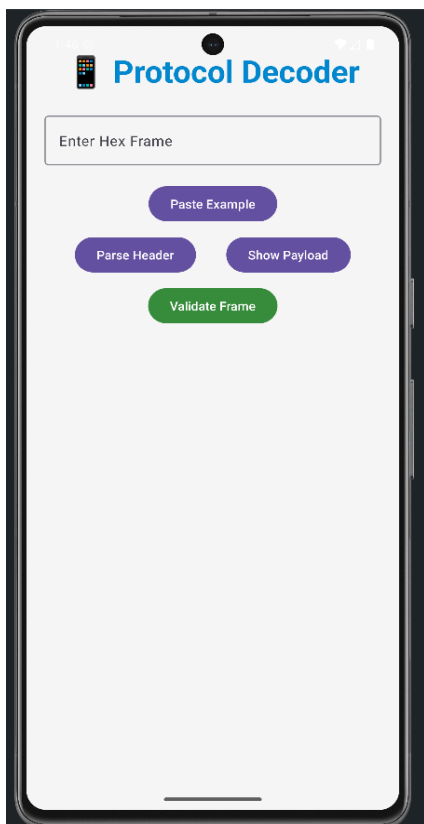 Protocol Decoder
Enter Hex Frame
Paste Example
Parse Header
Show Payload
Validate Frame